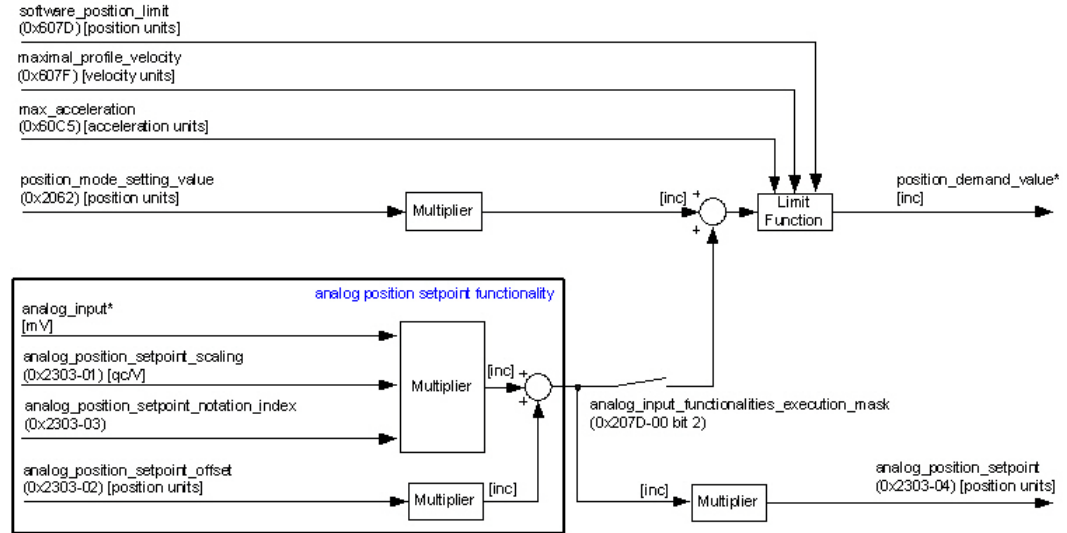 software_position_limit
(0x607D) [position units]
maximal_profile_velocity
(0x607F) [velocity units]
max_acceleration
(0x60C5) [acceleration units]
position_mode_setting_value
(0x2062) [position units]
Multiplier
[inc]
+
+
Limit
Function
position_demand_value*
[inc]
analog position setpoint functionality
analog_input*
[mV]
analog_position_setpoint_scaling
(0x2303-01) [qc/V]
analog_position_setpoint_notation_index
(0x2303-03)
Multiplier
[inc]
+
+
analog_input_functionalities_execution_mask
(0x207D-00 bit 2)
analog_position_setpoint_offset
(0x2303-02) [position units]
Multiplier
[inc]
[inc]
Multiplier
analog_position_setpoint
(0x2303-04) [position units]